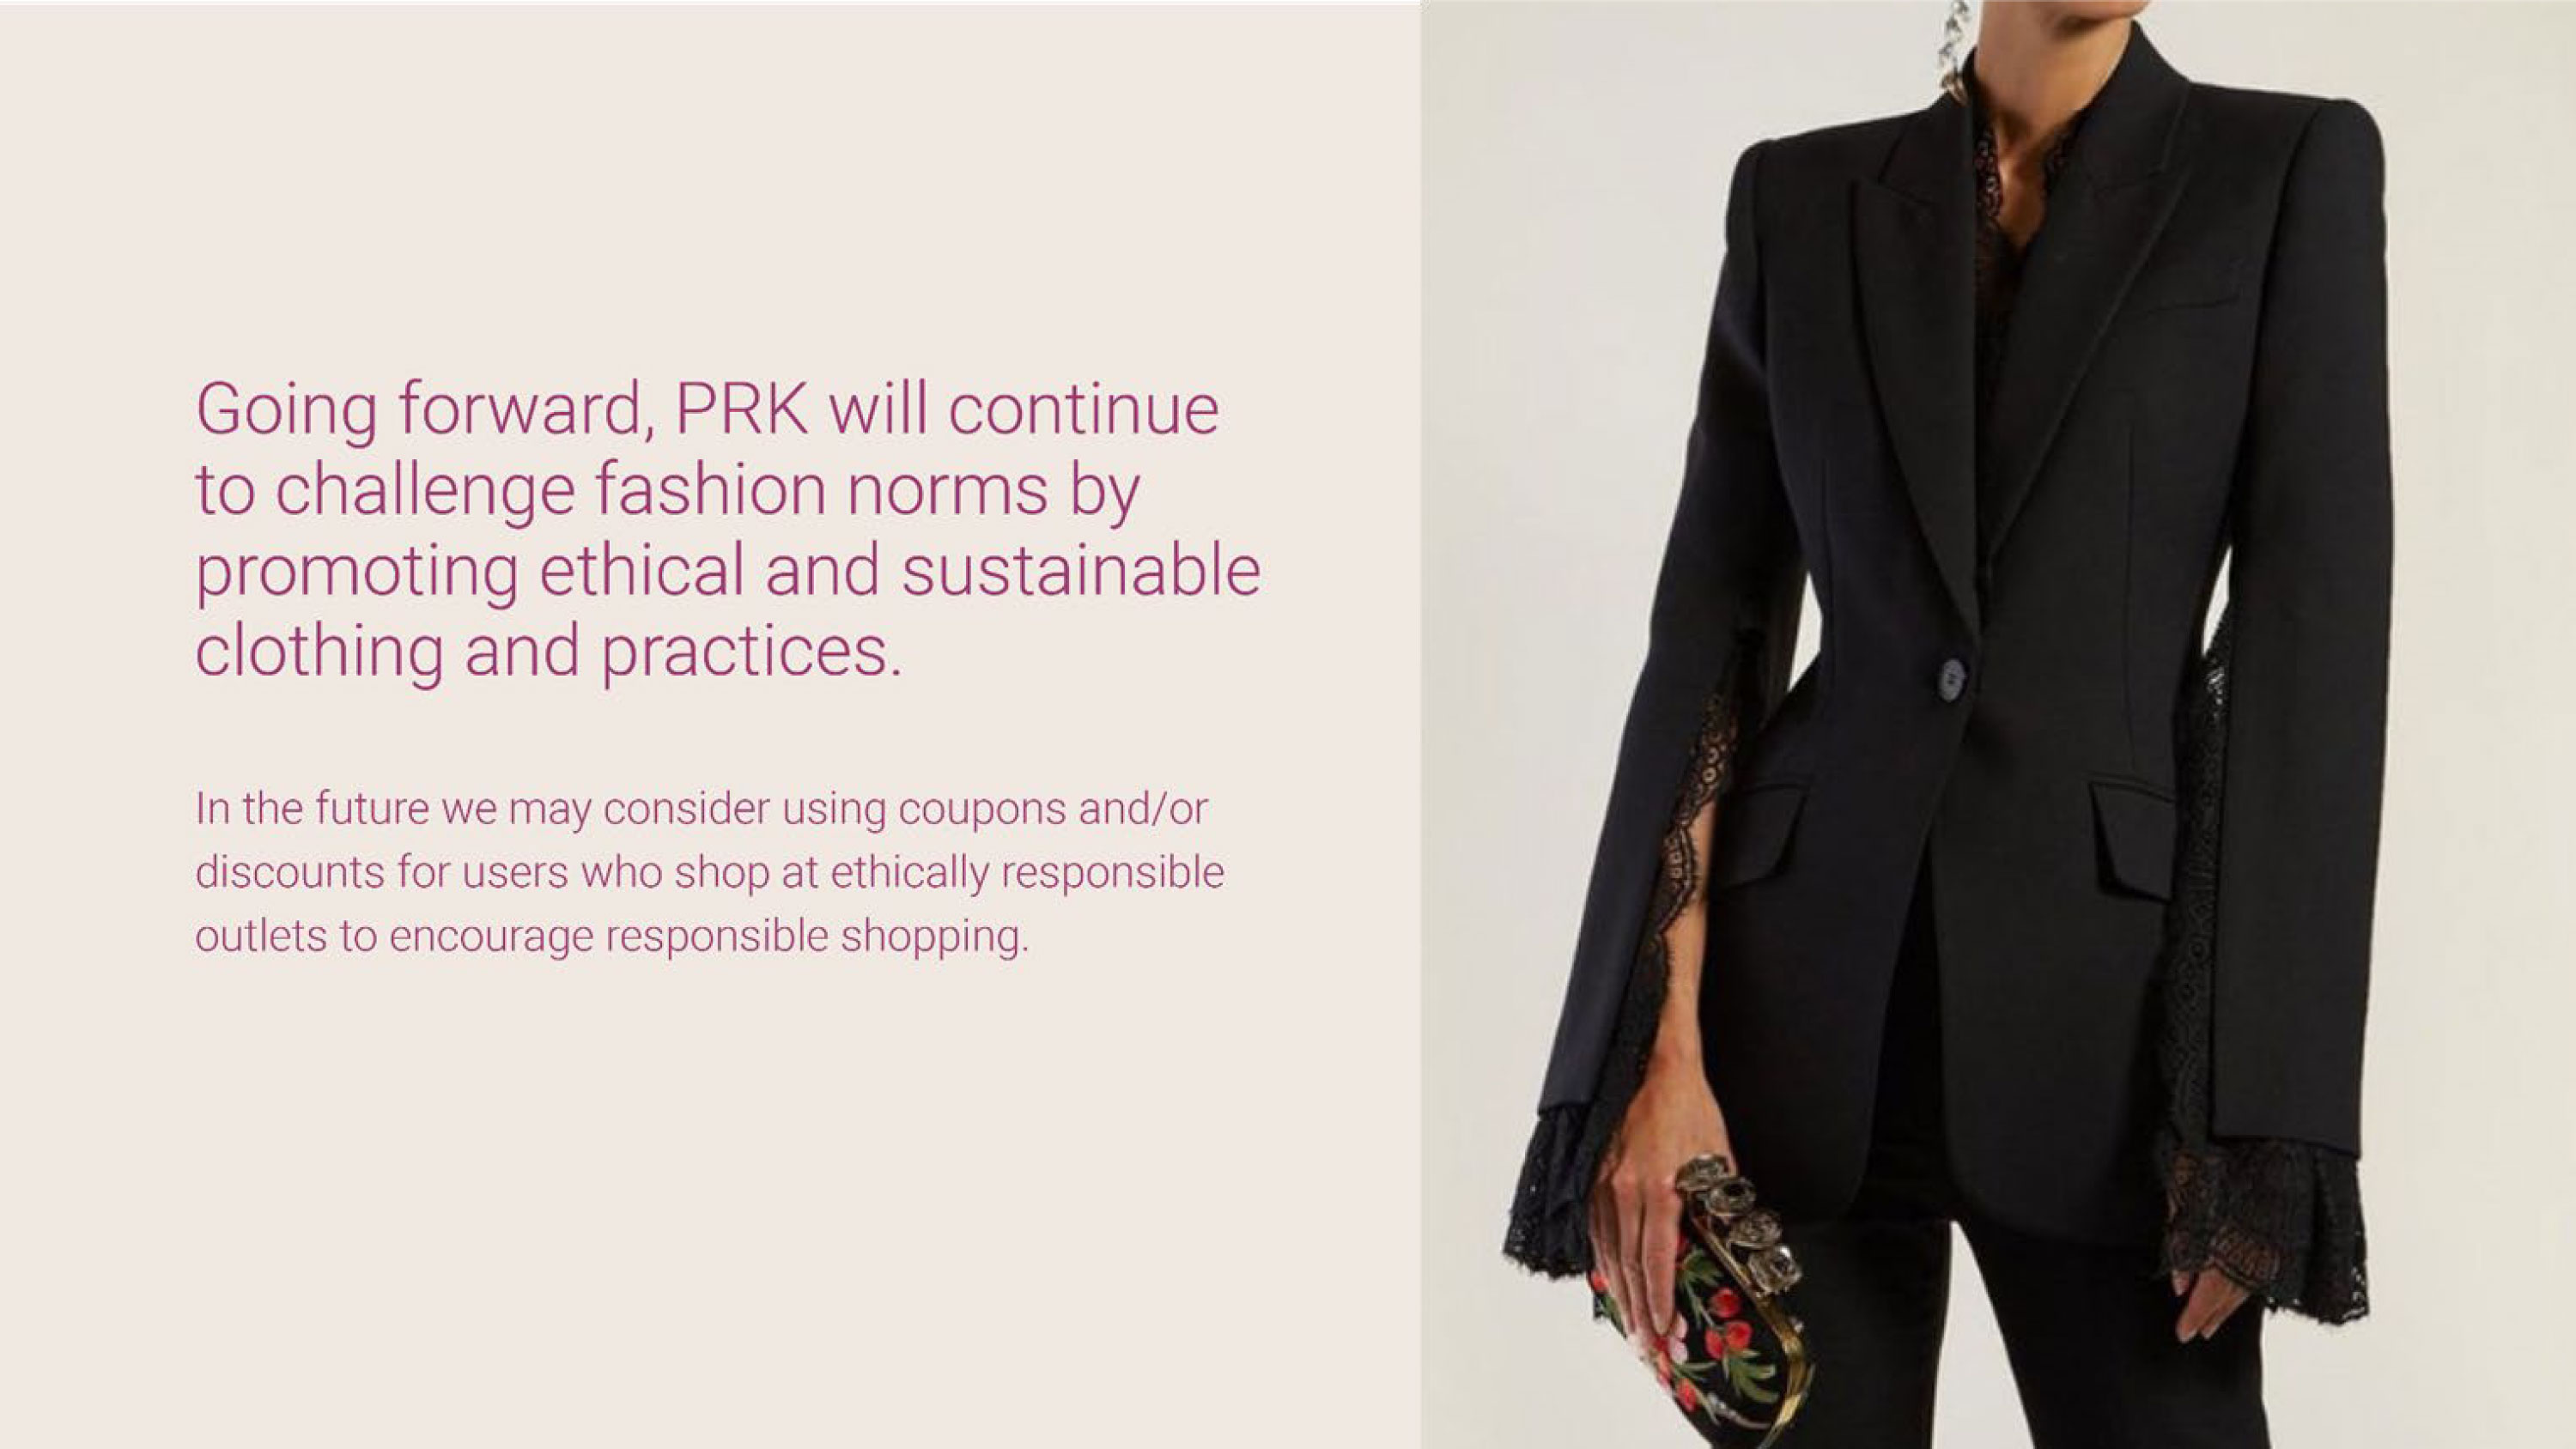 Going forward, PRK will continue
to challenge fashion norms by
promoting ethical and sustainable
clothing and practices.
In the future we may consider using coupons and/or
discounts for users who shop at ethically responsible
outlets to encourage responsible shopping.